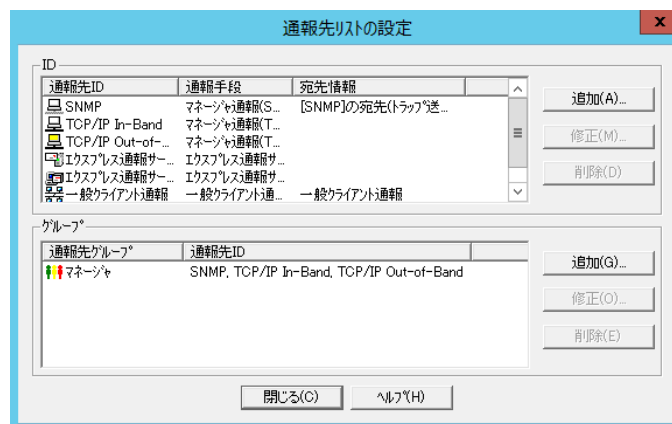 通報先リストの設定
x
ID
通報先ID 通報手段 宛先情報
SNMP マネージャ通報(S... [SNMP]の宛先(トラップ送...
TCP/IP In-Band マネージャ通報(T...
TCP/IP Out-of-... マネージャ通報(T...
エクスプレス通報サー... エクスプレス通報サ...
エクスプレス通報サー... エクスプレス通報サ...
一般クライアント通報 一般クライアント通... 一般クライアント通報
追加(A)...
修正(M)...
削除(D)
グループ
通報先グループ 通報先ID
マネージャ SNMP, TCP/IP In-Band, TCP/IP Out-of-Band
追加(G)...
修正(O)...
削除(E)
閉じる(C) ヘルプ(H)